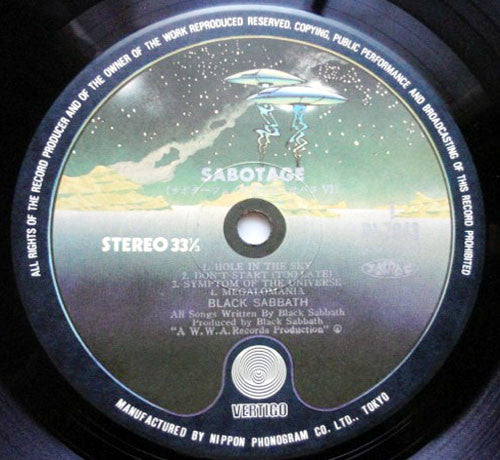 ALL RIGHTS OF THE RECORD PRODUCER AND OF THE OWNER OF THE WORK REPRODUCED RESERVED. COPYING, PUBLIC PERFORMANCE AND BROADCASTING OF THIS RECORD PROHIBITED
SABOTAGE
STEREO 33⅓
1
1. HOLE IN THE SKY
2. DON'T START (TOO LATE)
3. SYMPTOM OF THE UNIVERSE
4. MEGALOMANIA
BLACK SABBATH
All Songs Written By Black Sabbath
Produced by Black Sabbath
"A W.W.A. Records Production" Ⓟ
VERTIGO
MANUFACTURED BY NIPPON PHONOGRAM CO. LTD., TOKYO